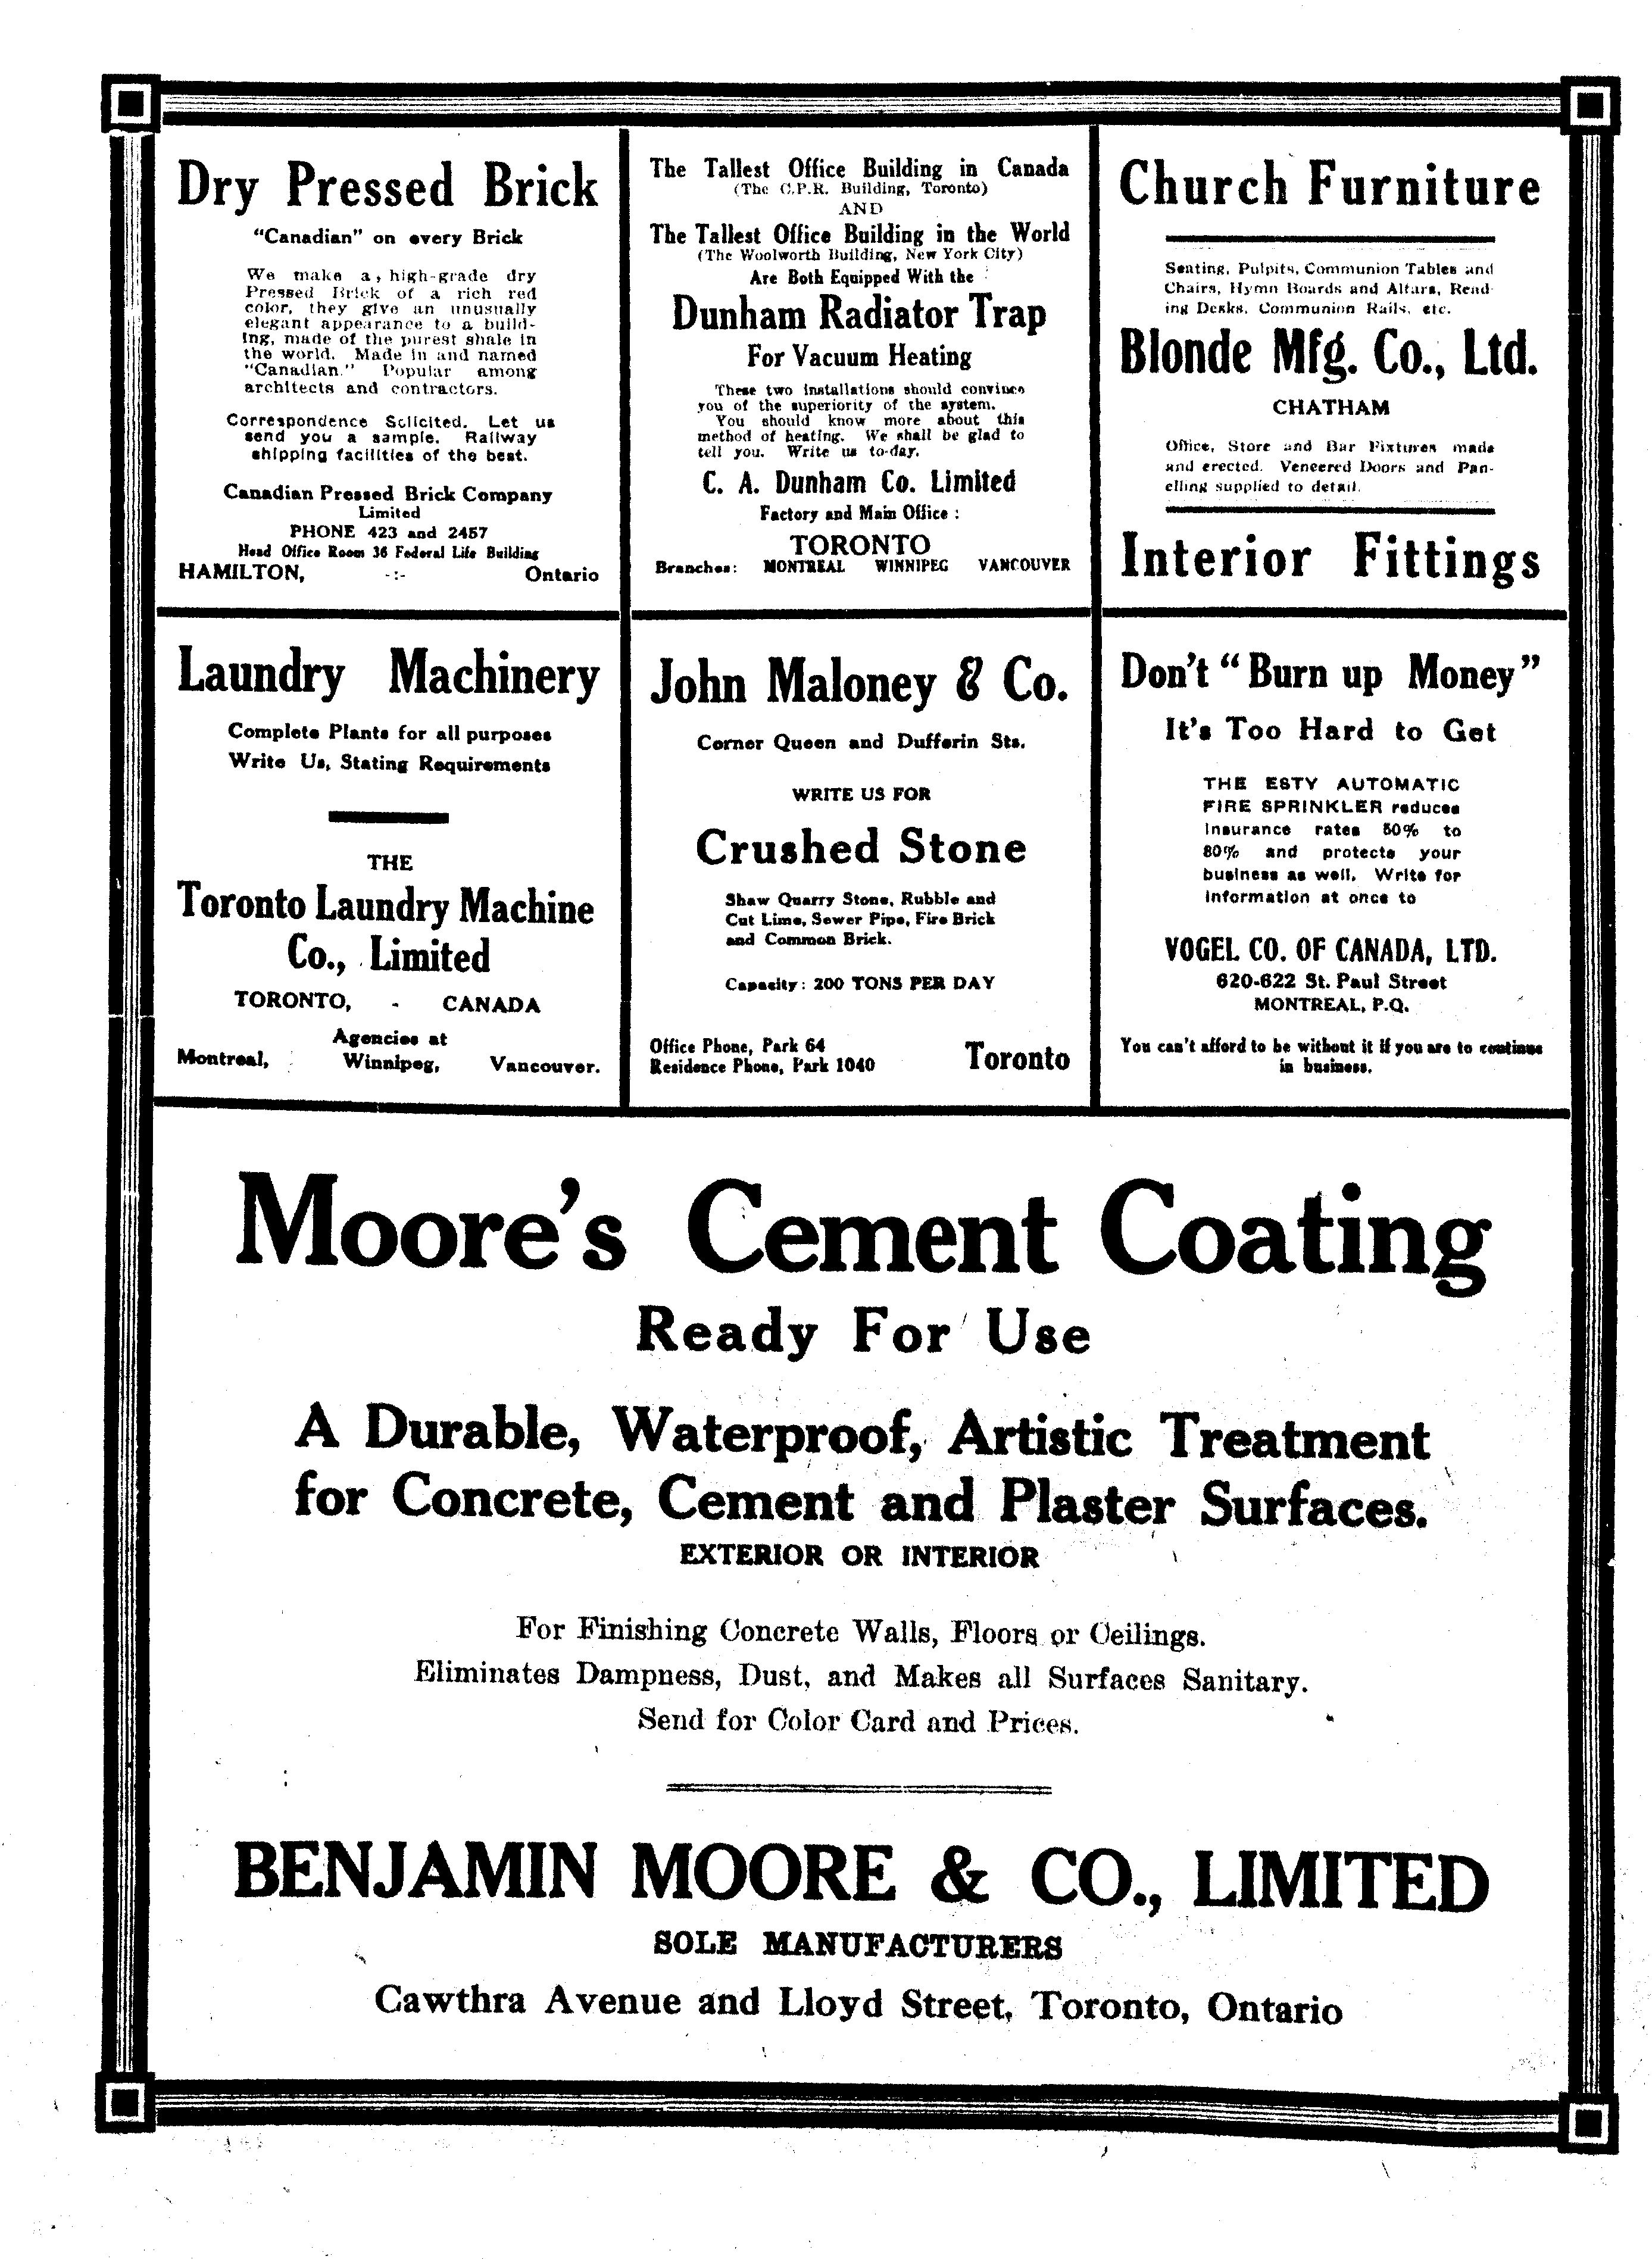 Dry Pressed Brick
"Canadian" on every Brick
We make a, high-grade dry
Pressed Brick of a rich red
color, they give an unusually
elegant appearance to a build-
ing, made of the purest shale in
the world. Made in and named
"Canadian." Popular among
architects and contractors.
Correspondence Solicited. Let us
send you a sample. Railway
shipping facilities of the best.
Canadian Pressed Brick Company
Limited
PHONE 423 and 2457
Head Office Room 36 Federal Life Building
HAMILTON, -:- Ontario
The Tallest Office Building in Canada
(The C.P.R. Building, Toronto)
AND
The Tallest Office Building in the World
(The Woolworth Building, New York City)
Are Both Equipped With the
Dunham Radiator Trap
For Vacuum Heating
These two installations should convince
you of the superiority of the system.
You should know more about this
method of heating. We shall be glad to
tell you. Write us to-day.
C. A. Dunham Co. Limited
Factory and Main Office :
TORONTO
Branches: MONTREAL WINNIPEG VANCOUVER
Church Furniture
Seating, Pulpits, Communion Tables and
Chairs, Hymn Boards and Altars, Read-
ing Desks, Communion Rails, etc.
Blonde Mfg. Co., Ltd.
CHATHAM
Office, Store and Bar Fixtures made
and erected. Veneered Doors and Pan-
elling supplied to detail.
Interior Fittings
Laundry Machinery
Complete Plants for all purposes
Write Us, Stating Requirements
THE
Toronto Laundry Machine
Co., Limited
TORONTO, - CANADA
Agencies at
Montreal, Winnipeg, Vancouver.
John Maloney & Co.
Corner Queen and Dufferin Sts.
WRITE US FOR
Crushed Stone
Shaw Quarry Stone, Rubble and
Cut Lime, Sewer Pipe, Fire Brick
and Common Brick.
Capacity: 200 TONS PER DAY
Office Phone, Park 64
Residence Phone, Park 1040 Toronto
Don't "Burn up Money"
It's Too Hard to Get
THE ESTY AUTOMATIC
FIRE SPRINKLER reduces
insurance rates 50% to
80% and protects your
business as well. Write for
information at once to
VOGEL CO. OF CANADA, LTD.
620-622 St. Paul Street
MONTREAL, P.Q.
You can't afford to be without it if you are to continue
in business.
Moore's Cement Coating
Ready For Use
A Durable, Waterproof, Artistic Treatment
for Concrete, Cement and Plaster Surfaces.
EXTERIOR OR INTERIOR
For Finishing Concrete Walls, Floors or Ceilings.
Eliminates Dampness, Dust, and Makes all Surfaces Sanitary.
Send for Color Card and Prices.
BENJAMIN MOORE & CO., LIMITED
SOLE MANUFACTURERS
Cawthra Avenue and Lloyd Street, Toronto, Ontario